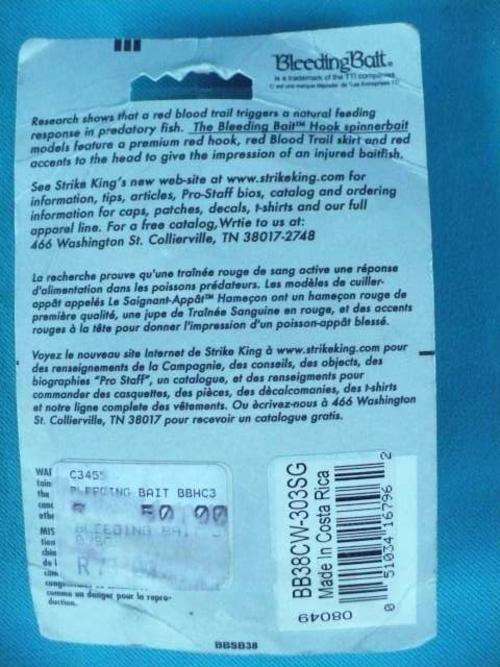 BleedingBait®
is a trademark of the TTI companies
Research shows that a red blood trail triggers a natural feeding
response in predatory fish. The Bleeding Bait™ Hook spinnerbait
models feature a premium red hook, red Blood Trail skirt and red
accents to the head to give the impression of an injured baitfish.
See Strike King's new web-site at www.strikeking.com for
information, tips, articles, Pro-Staff bios, catalog and ordering
information for caps, patches, decals, t-shirts and our full
apparel line. For a free catalog,Wrtie to us at:
466 Washington St. Collierville, TN 38017-2748
La recherche prouve qu'une traînée rouge de sang active une réponse
d'alimentation dans les poissons prédateurs. Les modèles de cuiller-
appât appelés Le Saignant-Appât™ Hameçon ont un hameçon rouge de
première qualité, une jupe de Traînée Sanguine en rouge, et des accents
rouges à la tête pour donner l'impression d'un poisson-appât blessé.
Voyez le nouveau site Internet de Strike King à www.strikeking.com pour
des renseignements de la Campagnie, des conseils, des objects, des
biographies "Pro Staff", un catalogue, et des renseigments pour
commander des casquettes, des pièces, des dècalcomanies, des t-shirts
et notre ligne complete des vêtements. Ou ècrivez-nous à 466 Washington
St. Collierville, TN 38017 pour recevoir un catalogue gratis.
C3455
BLEEDING BAIT BBHC3
50.00
BLEEDING BAI
comme un danger pour la repro-
duction.
BB38CW-303SG
Made In Costa Rica
0 51034 16796 2
08049
BBSB38